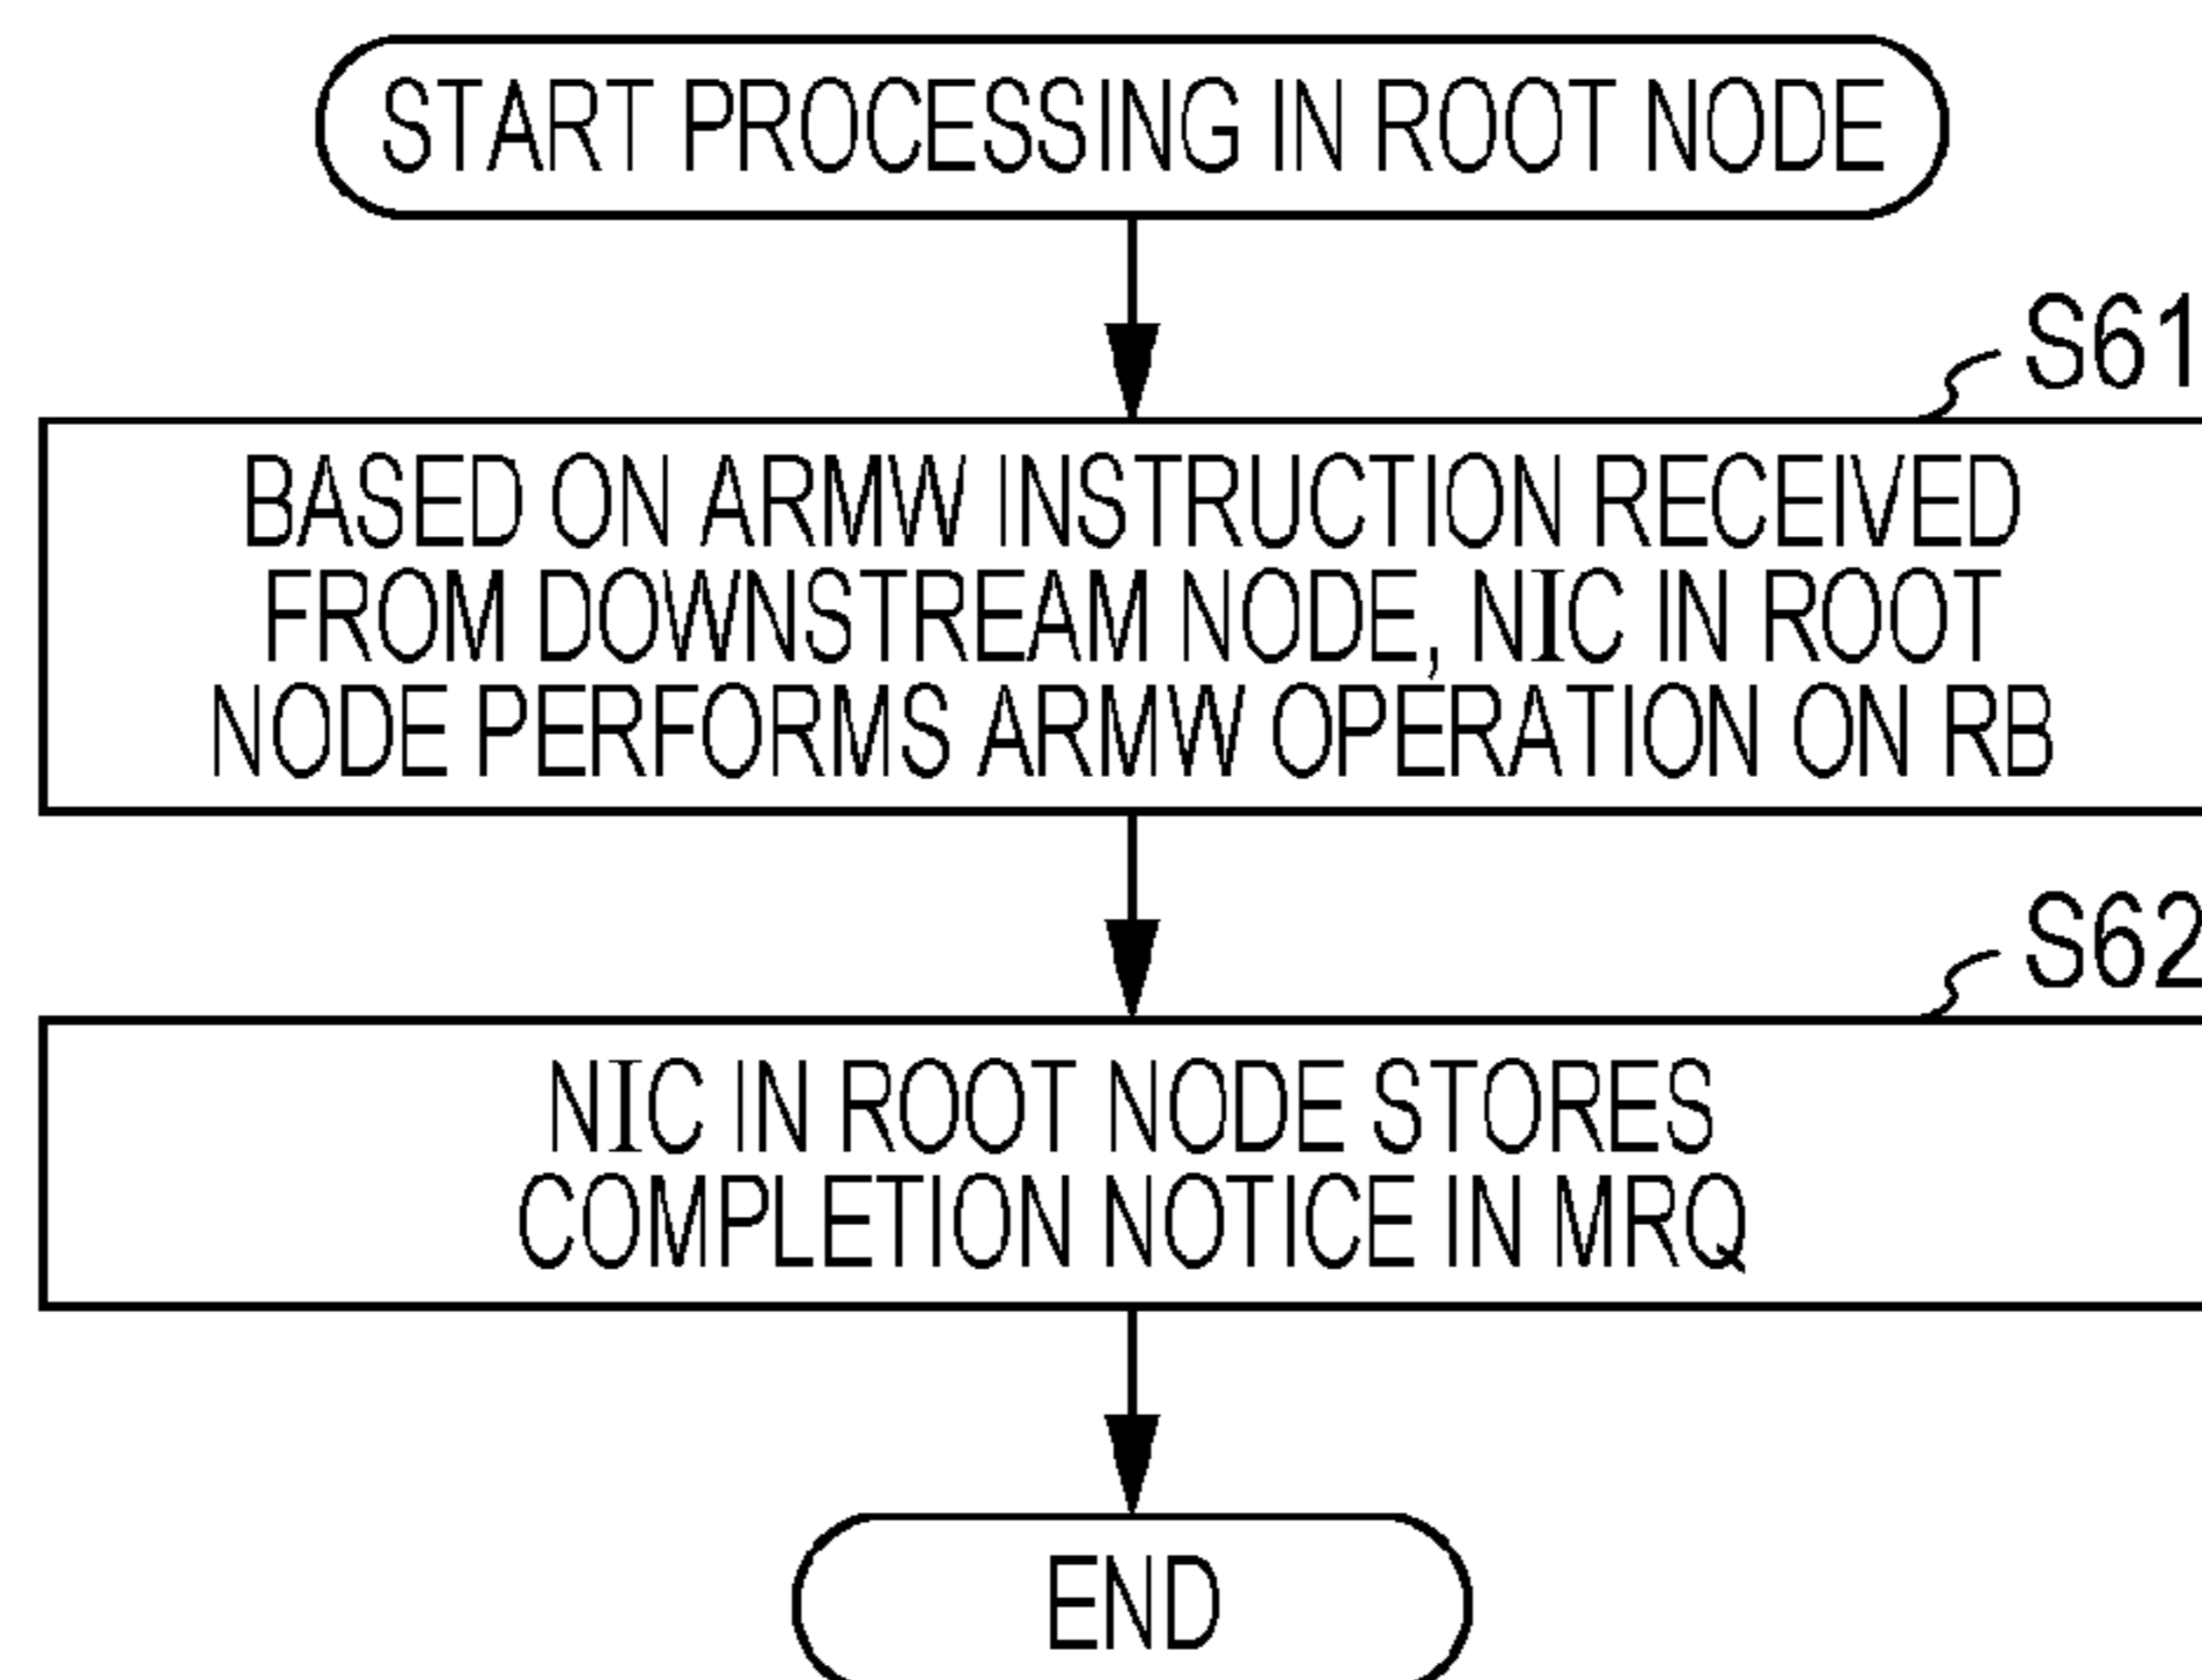 START PROCESSING IN ROOT NODE
S61
BASED ON ARMW INSTRUCTION RECEIVED
FROM DOWNSTREAM NODE, NIC IN ROOT
NODE PERFORMS ARMW OPERATION ON RB
S62
NIC IN ROOT NODE STORES
COMPLETION NOTICE IN MRQ
END